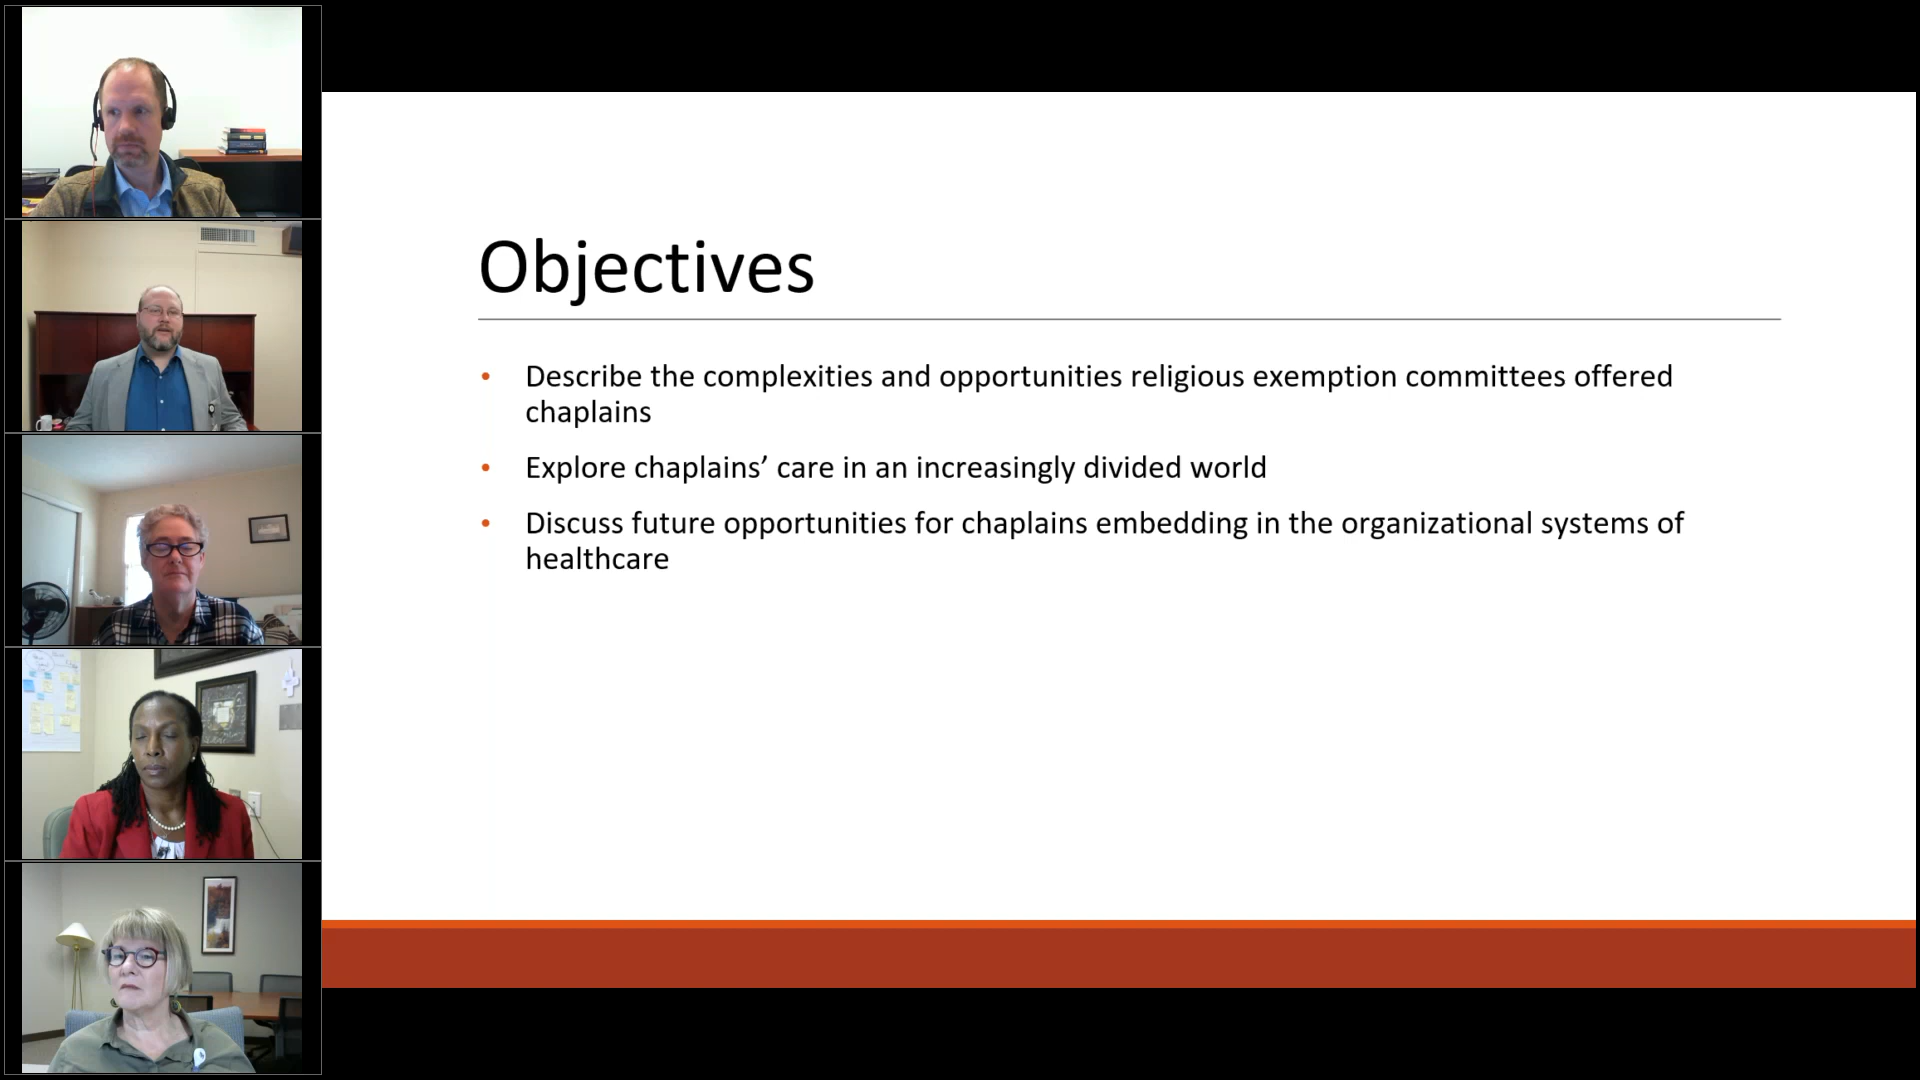 Objectives
• Describe the complexities and opportunities religious exemption committees offered
chaplains
• Explore chaplains’ care in an increasingly divided world
• Discuss future opportunities for chaplains embedding in the organizational systems of
healthcare